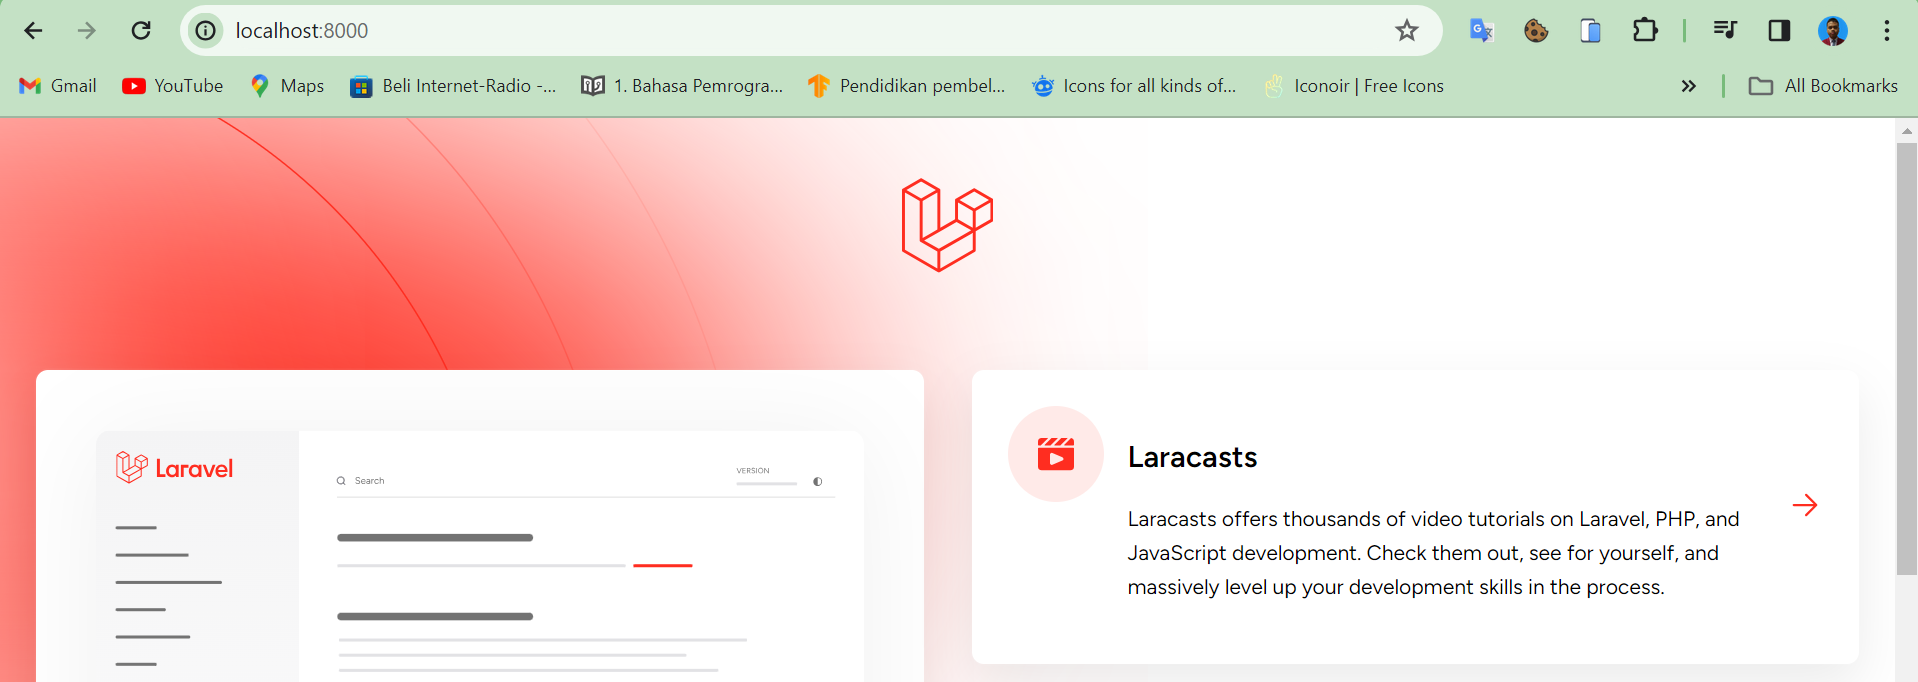 localhost:8000
Gmail YouTube Maps Beli Internet-Radio -... 1. Bahasa Pemrogra... Pendidikan pembel... Icons for all kinds of... Iconoir | Free Icons » All Bookmarks
Laravel
Search
VERSION
Laracasts
Laracasts offers thousands of video tutorials on Laravel, PHP, and
JavaScript development. Check them out, see for yourself, and
massively level up your development skills in the process.